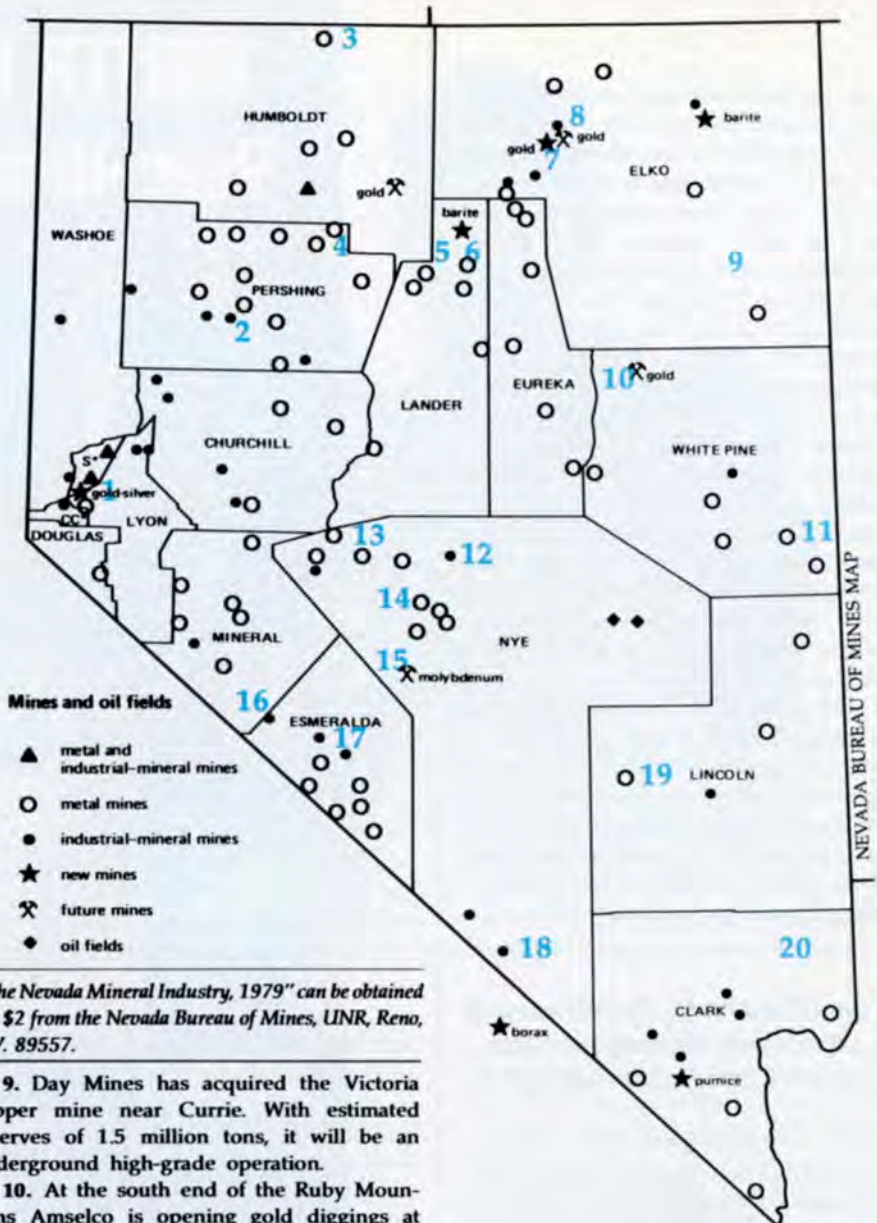 3
HUMBOLDT
8
gold
gold
7
barite
ELKO
gold
barite
WASHOE
4
5
6
9
PERSHING
2
10
gold
EUREKA
LANDER
CHURCHILL
WHITE PINE
S*
1
gold-silver
CC
LYON
DOUGLAS
13
12
11
14
NYE
MINERAL
15
molybdenum
Mines and oil fields
16
ESMERALDA
17
metal and
industrial-mineral mines
19
LINCOLN
metal mines
industrial-mineral mines
new mines
future mines
oil fields
NEVADA BUREAU OF MINES MAP
18
20
CLARK
borax
pumice
he Nevada Mineral Industry, 1979" can be obtained
$2 from the Nevada Bureau of Mines, UNR, Reno,
V. 89557.
9. Day Mines has acquired the Victoria
pper mine near Currie. With estimated
serves of 1.5 million tons, it will be an
nderground high-grade operation.
10. At the south end of the Ruby Moun-
ns Amselco is opening gold diggings at